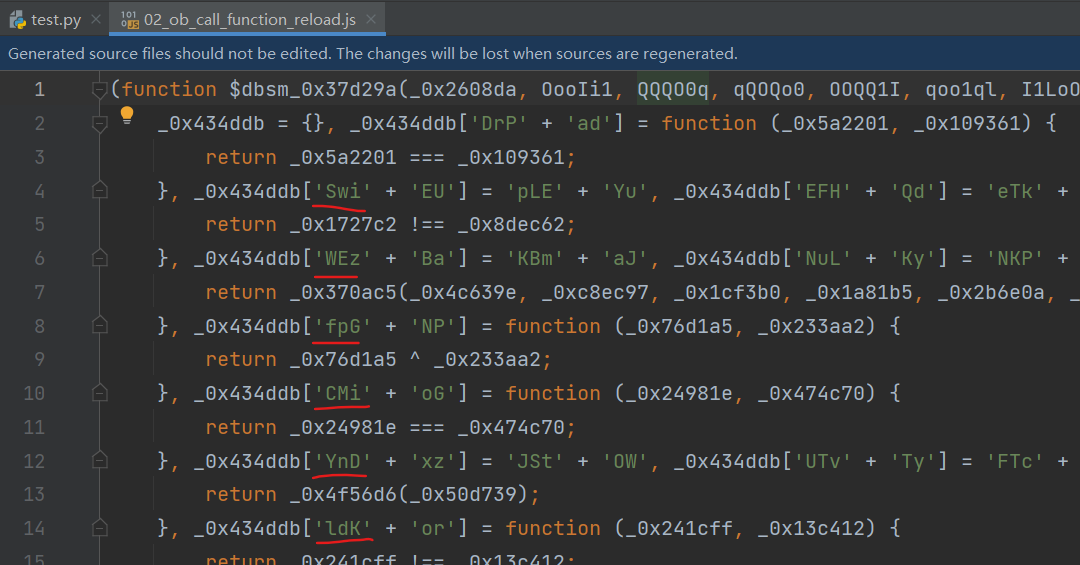 test.py × 02_ob_call_function_reload.js ×
Generated source files should not be edited. The changes will be lost when sources are regenerated.
1 (function $dbsm_0x37d29a(_0x2608da, OooIi1, QQQO0q, qOOQo0, OOQQ1I, qoo1ql, I1LoO
2 _0x434ddb = {}, _0x434ddb['DrP' + 'ad'] = function (_0x5a2201, _0x109361) {
3 return _0x5a2201 === _0x109361;
4 }, _0x434ddb['Swi' + 'EU'] = 'pLE' + 'Yu', _0x434ddb['EFH' + 'Qd'] = 'eTk' +
5 return _0x1727c2 !== _0x8dec62;
6 }, _0x434ddb['WEz' + 'Ba'] = 'KBm' + 'aJ', _0x434ddb['NuL' + 'Ky'] = 'NKP' +
7 return _0x370ac5(_0x4c639e, _0xc8ec97, _0x1cf3b0, _0x1a81b5, _0x2b6e0a, _
8 }, _0x434ddb['fpG' + 'NP'] = function (_0x76d1a5, _0x233aa2) {
9 return _0x76d1a5 ^ _0x233aa2;
10 }, _0x434ddb['CMi' + 'oG'] = function (_0x24981e, _0x474c70) {
11 return _0x24981e === _0x474c70;
12 }, _0x434ddb['YnD' + 'xz'] = 'JSt' + 'OW', _0x434ddb['UTv' + 'Ty'] = 'FTc' +
13 return _0x4f56d6(_0x50d739);
14 }, _0x434ddb['ldK' + 'or'] = function (_0x241cff, _0x13c412) {
15 return _0x241cff !== _0x13c412;